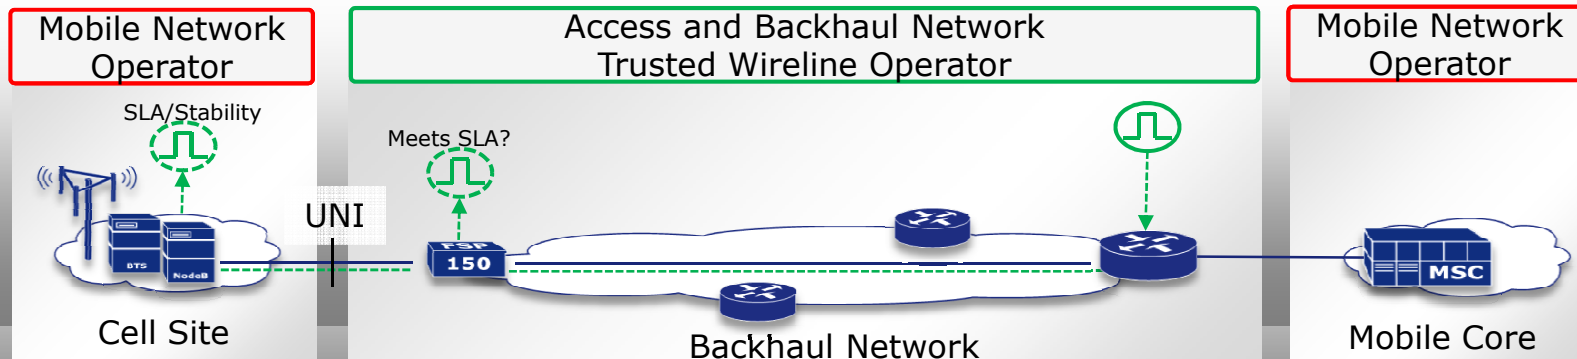 Mobile Network
Operator
Access and Backhaul Network
Trusted Wireline Operator
Mobile Network
Operator
SLA/Stability
Meets SLA?
UNI
BTS
NodeB
FSP
150
MSC
Cell Site
Backhaul Network
Mobile Core